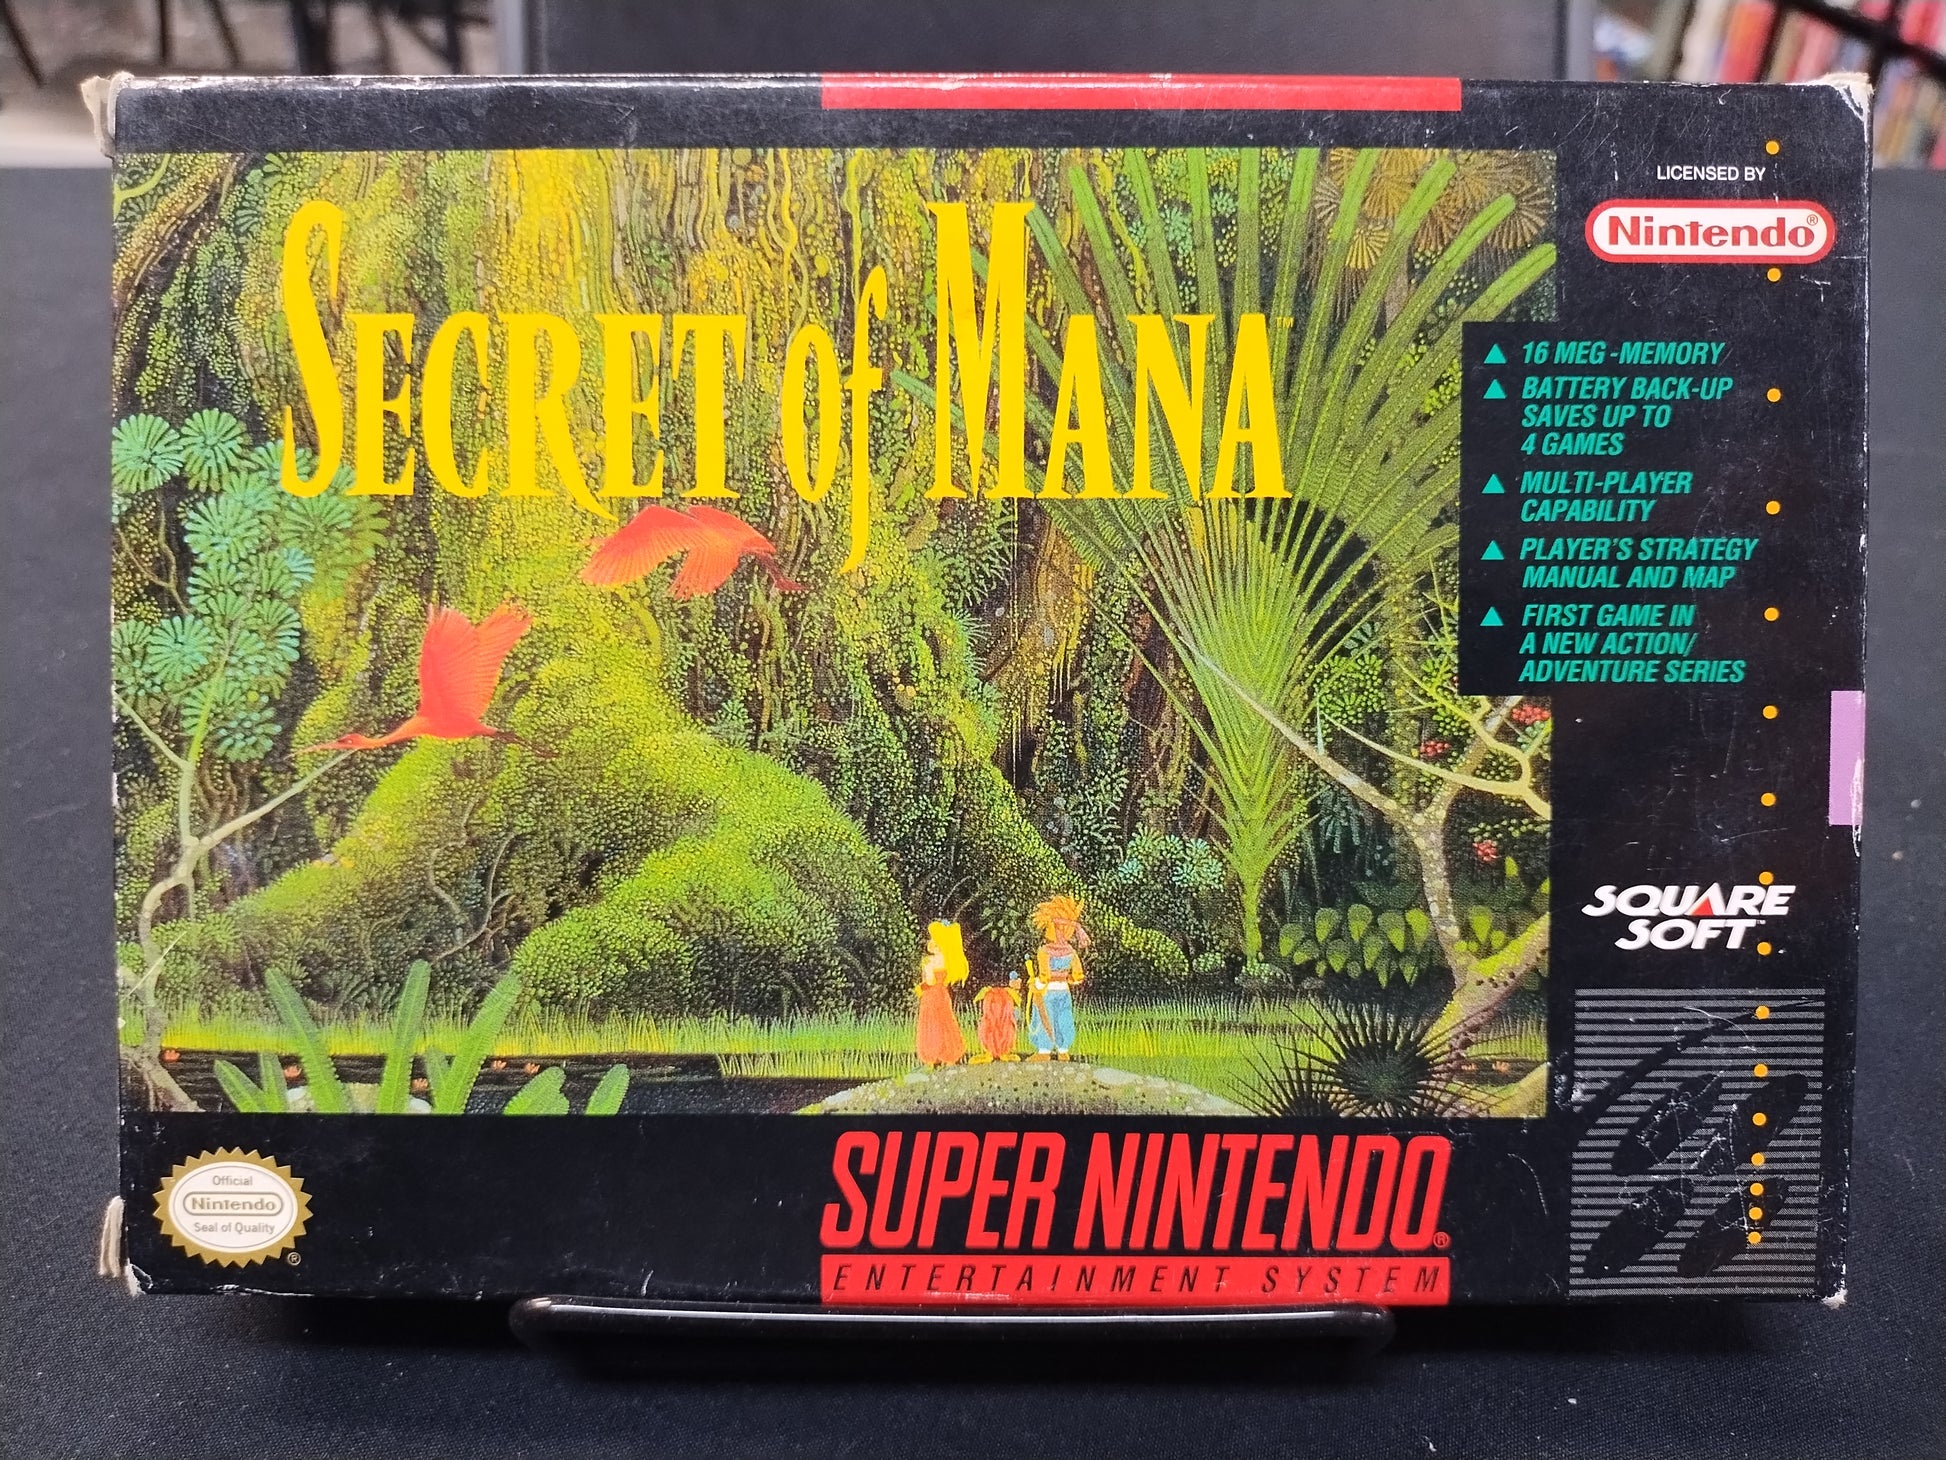 SECRET of MANA™
LICENSED BY
Nintendo®
▲ 16 MEG-MEMORY
▲ BATTERY BACK-UP
SAVES UP TO
4 GAMES
▲ MULTI-PLAYER
CAPABILITY
▲ PLAYER'S STRATEGY
MANUAL AND MAP
▲ FIRST GAME IN
A NEW ACTION/
ADVENTURE SERIES
SQUARE
SOFT™
Official
Nintendo
Seal of Quality
®
SUPER NINTENDO®
ENTERTAINMENT SYSTEM